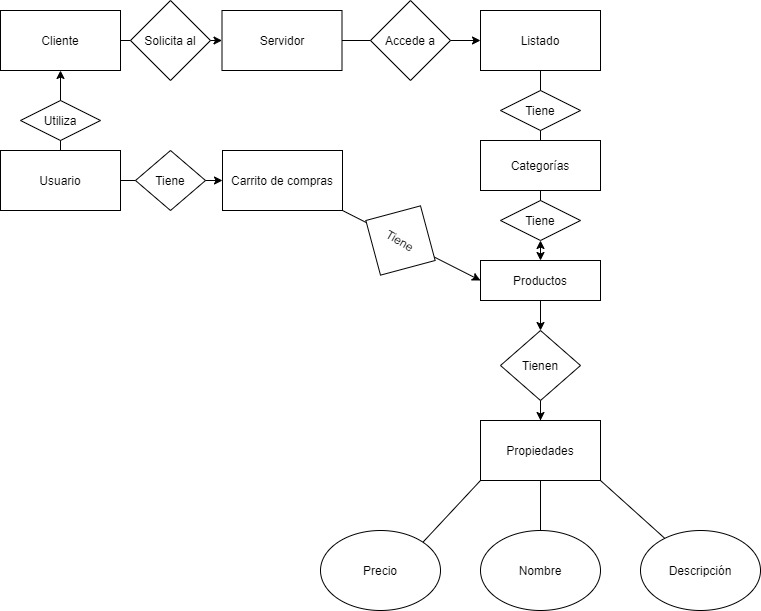 Cliente
Solicita al
Servidor
Accede a
Listado
Utiliza
Tiene
Categorías
Usuario
Tiene
Carrito de compras
Tiene
Tiene
Productos
Tienen
Propiedades
Precio
Nombre
Descripción